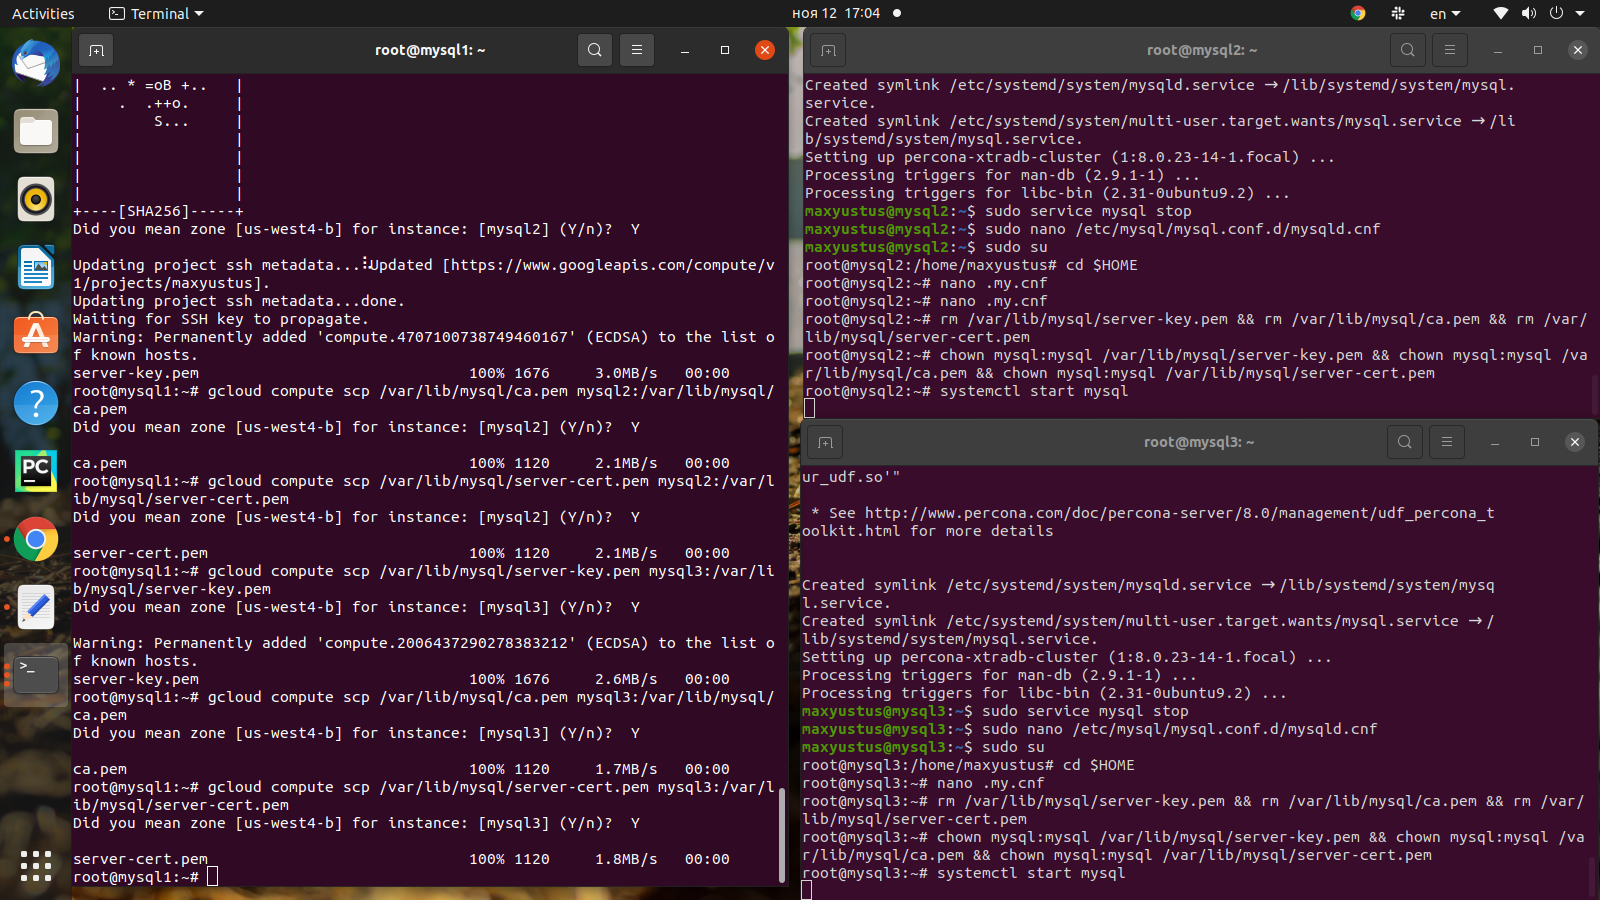 Activities
Terminal
ноя 12 17:04
en
root@mysql1: ~
|  .. * =oB +..   |
|    .  .++o.     |
|        S...     |
|                 |
|                 |
|                 |
|                 |
+----[SHA256]-----+
Did you mean zone [us-west4-b] for instance: [mysql2] (Y/n)?  Y
Updating project ssh metadata...⠧Updated [https://www.googleapis.com/compute/v
1/projects/maxyustus].
Updating project ssh metadata...done.
Waiting for SSH key to propagate.
Warning: Permanently added 'compute.4707100738749460167' (ECDSA) to the list o
f known hosts.
server-key.pem                              100% 1676     3.0MB/s   00:00
root@mysql1:~# gcloud compute scp /var/lib/mysql/ca.pem mysql2:/var/lib/mysql/
ca.pem
Did you mean zone [us-west4-b] for instance: [mysql2] (Y/n)?  Y
ca.pem                                      100% 1120     2.1MB/s   00:00
root@mysql1:~# gcloud compute scp /var/lib/mysql/server-cert.pem mysql2:/var/l
ib/mysql/server-cert.pem
Did you mean zone [us-west4-b] for instance: [mysql2] (Y/n)?  Y
server-cert.pem                             100% 1120     2.1MB/s   00:00
root@mysql1:~# gcloud compute scp /var/lib/mysql/server-key.pem mysql3:/var/li
b/mysql/server-key.pem
Did you mean zone [us-west4-b] for instance: [mysql3] (Y/n)?  Y
Warning: Permanently added 'compute.2006437290278383212' (ECDSA) to the list o
f known hosts.
server-key.pem                              100% 1676     2.6MB/s   00:00
root@mysql1:~# gcloud compute scp /var/lib/mysql/ca.pem mysql3:/var/lib/mysql/
ca.pem
Did you mean zone [us-west4-b] for instance: [mysql3] (Y/n)?  Y
ca.pem                                      100% 1120     1.7MB/s   00:00
root@mysql1:~# gcloud compute scp /var/lib/mysql/server-cert.pem mysql3:/var/l
ib/mysql/server-cert.pem
Did you mean zone [us-west4-b] for instance: [mysql3] (Y/n)?  Y
server-cert.pem                             100% 1120     1.8MB/s   00:00
root@mysql1:~#
root@mysql2: ~
Created symlink /etc/systemd/system/mysqld.service → /lib/systemd/system/mysql.
service.
Created symlink /etc/systemd/system/multi-user.target.wants/mysql.service → /li
b/systemd/system/mysql.service.
Setting up percona-xtradb-cluster (1:8.0.23-14-1.focal) ...
Processing triggers for man-db (2.9.1-1) ...
Processing triggers for libc-bin (2.31-0ubuntu9.2) ...
maxyustus@mysql2:~$ sudo service mysql stop
maxyustus@mysql2:~$ sudo nano /etc/mysql/mysql.conf.d/mysqld.cnf
maxyustus@mysql2:~$ sudo su
root@mysql2:/home/maxyustus# cd $HOME
root@mysql2:~# nano .my.cnf
root@mysql2:~# nano .my.cnf
root@mysql2:~# rm /var/lib/mysql/server-key.pem && rm /var/lib/mysql/ca.pem && rm /var/
lib/mysql/server-cert.pem
root@mysql2:~# chown mysql:mysql /var/lib/mysql/server-key.pem && chown mysql:mysql /va
r/lib/mysql/ca.pem && chown mysql:mysql /var/lib/mysql/server-cert.pem
root@mysql2:~# systemctl start mysql
root@mysql3: ~
ur_udf.so'"
 * See http://www.percona.com/doc/percona-server/8.0/management/udf_percona_t
oolkit.html for more details
Created symlink /etc/systemd/system/mysqld.service → /lib/systemd/system/mysq
l.service.
Created symlink /etc/systemd/system/multi-user.target.wants/mysql.service → /
lib/systemd/system/mysql.service.
Setting up percona-xtradb-cluster (1:8.0.23-14-1.focal) ...
Processing triggers for man-db (2.9.1-1) ...
Processing triggers for libc-bin (2.31-0ubuntu9.2) ...
maxyustus@mysql3:~$ sudo service mysql stop
maxyustus@mysql3:~$ sudo nano /etc/mysql/mysql.conf.d/mysqld.cnf
maxyustus@mysql3:~$ sudo su
root@mysql3:/home/maxyustus# cd $HOME
root@mysql3:~# nano .my.cnf
root@mysql3:~# rm /var/lib/mysql/server-key.pem && rm /var/lib/mysql/ca.pem && rm /var/
lib/mysql/server-cert.pem
root@mysql3:~# chown mysql:mysql /var/lib/mysql/server-key.pem && chown mysql:mysql /va
r/lib/mysql/ca.pem && chown mysql:mysql /var/lib/mysql/server-cert.pem
root@mysql3:~# systemctl start mysql
PC